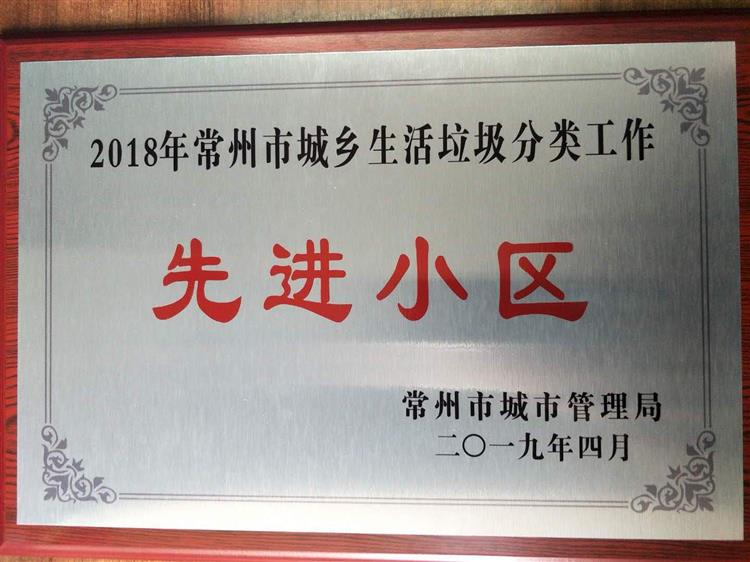 2018年常州市城乡生活垃圾分类工作
先进小区
常州市城市管理局
二〇一九年四月